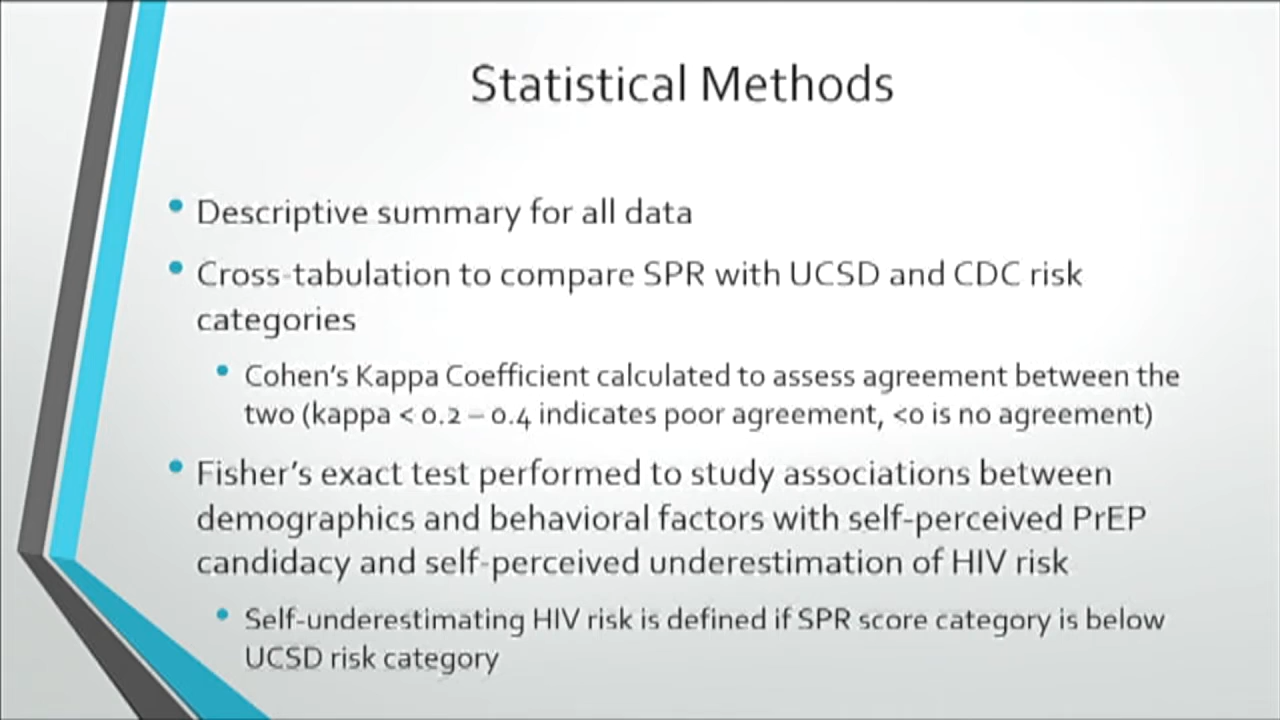 Statistical Methods
• Descriptive summary for all data
• Cross-tabulation to compare SPR with UCSD and CDC risk
categories
• Cohen's Kappa Coefficient calculated to assess agreement between the
two (kappa < 0.2 – 0.4 indicates poor agreement, <0 is no agreement)
• Fisher's exact test performed to study associations between
demographics and behavioral factors with self-perceived PrEP
candidacy and self-perceived underestimation of HIV risk
• Self-underestimating HIV risk is defined if SPR score category is below
UCSD risk category